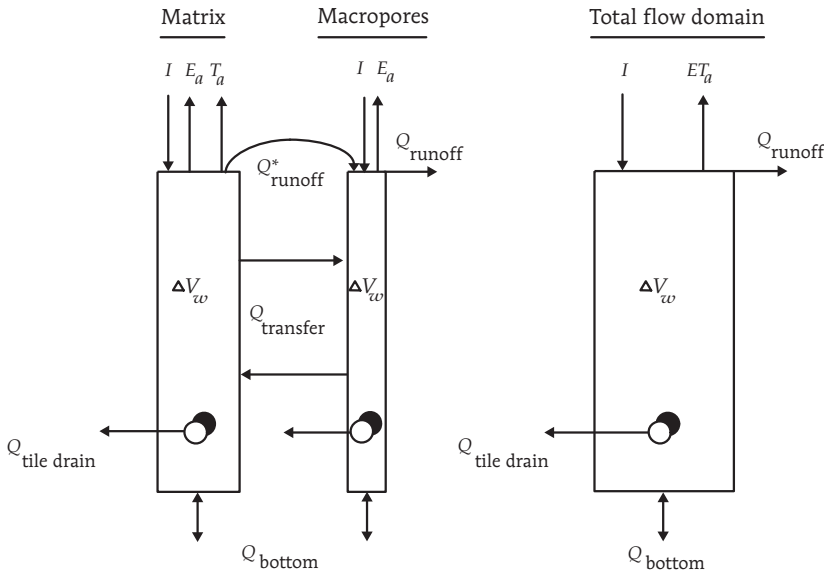 Matrix Macropores Total flow domain
I E_a T_a I E_a I ET_a
Q*_runoff Q_runoff Q_runoff
ΔV_w ΔV_w ΔV_w
Q_transfer
Q_tile drain Q_tile drain
Q_bottom Q_bottom